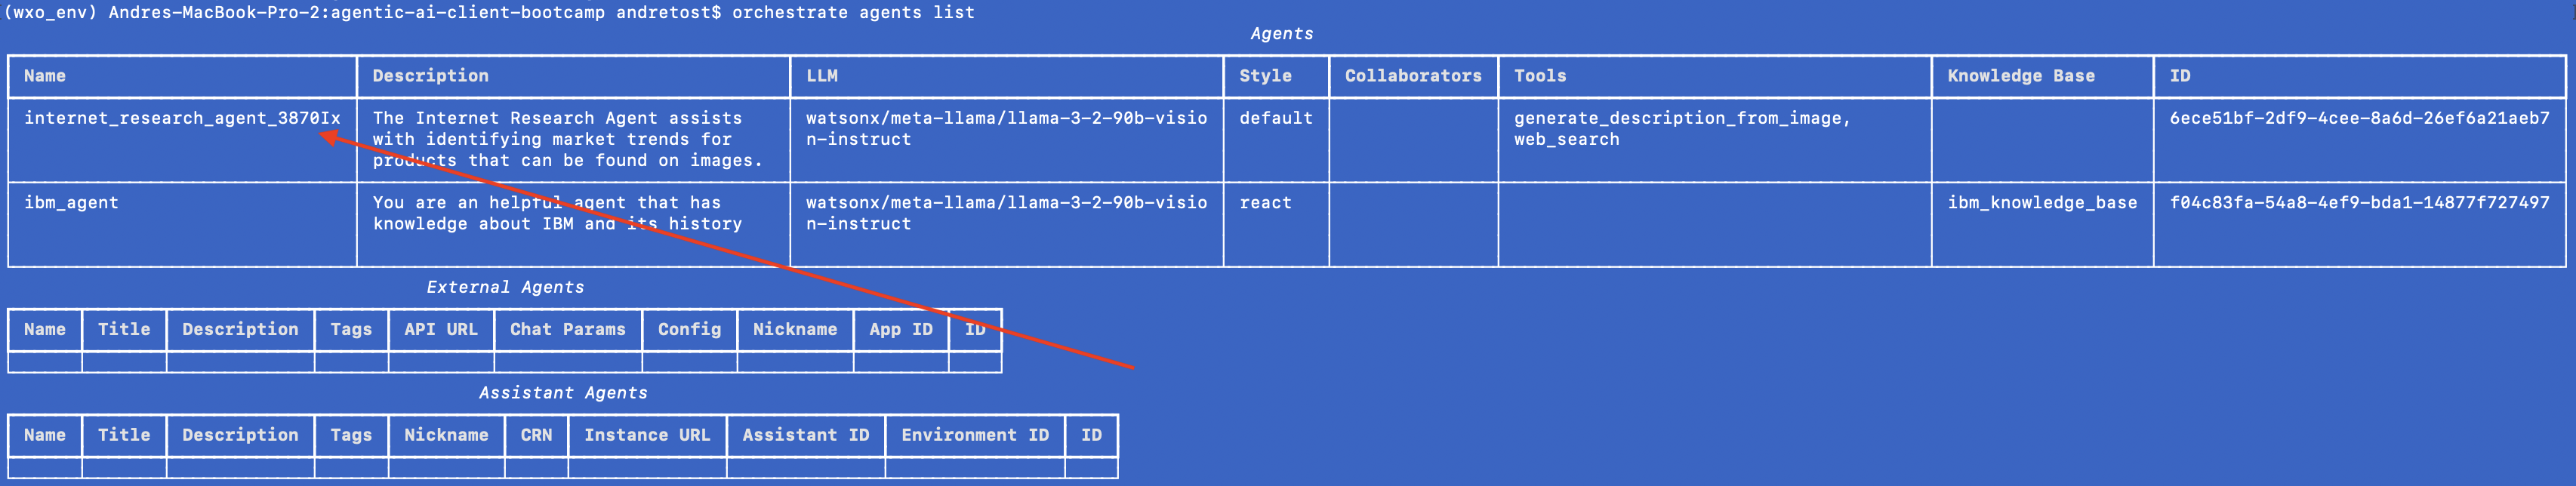 (wxo_env) Andres-MacBook-Pro-2:agentic-ai-client-bootcamp andretost$ orchestrate agents list
Agents
Name Description LLM Style Collaborators Tools Knowledge Base ID
internet_research_agent_3870Ix The Internet Research Agent assists watsonx/meta-llama/llama-3-2-90b-visio default generate_description_from_image, 6ece51bf-2df9-4cee-8a6d-26ef6a21aeb7
with identifying market trends for n-instruct web_search
products that can be found on images.
ibm_agent You are an helpful agent that has watsonx/meta-llama/llama-3-2-90b-visio react ibm_knowledge_base f04c83fa-54a8-4ef9-bda1-14877f727497
knowledge about IBM and its history n-instruct
External Agents
Name Title Description Tags API URL Chat Params Config Nickname App ID ID
Assistant Agents
Name Title Description Tags Nickname CRN Instance URL Assistant ID Environment ID ID